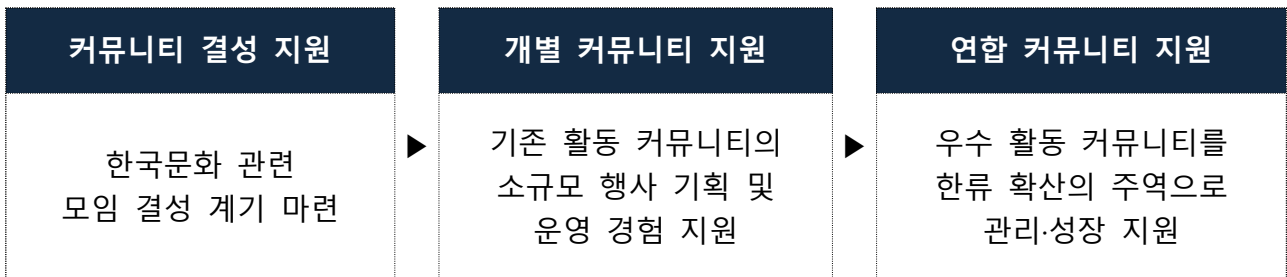 커뮤니티 결성 지원
한국문화 관련
모임 결성 계기 마련
▶
개별 커뮤니티 지원
기존 활동 커뮤니티의
소규모 행사 기획 및
운영 경험 지원
▶
연합 커뮤니티 지원
우수 활동 커뮤니티를
한류 확산의 주역으로
관리·성장 지원